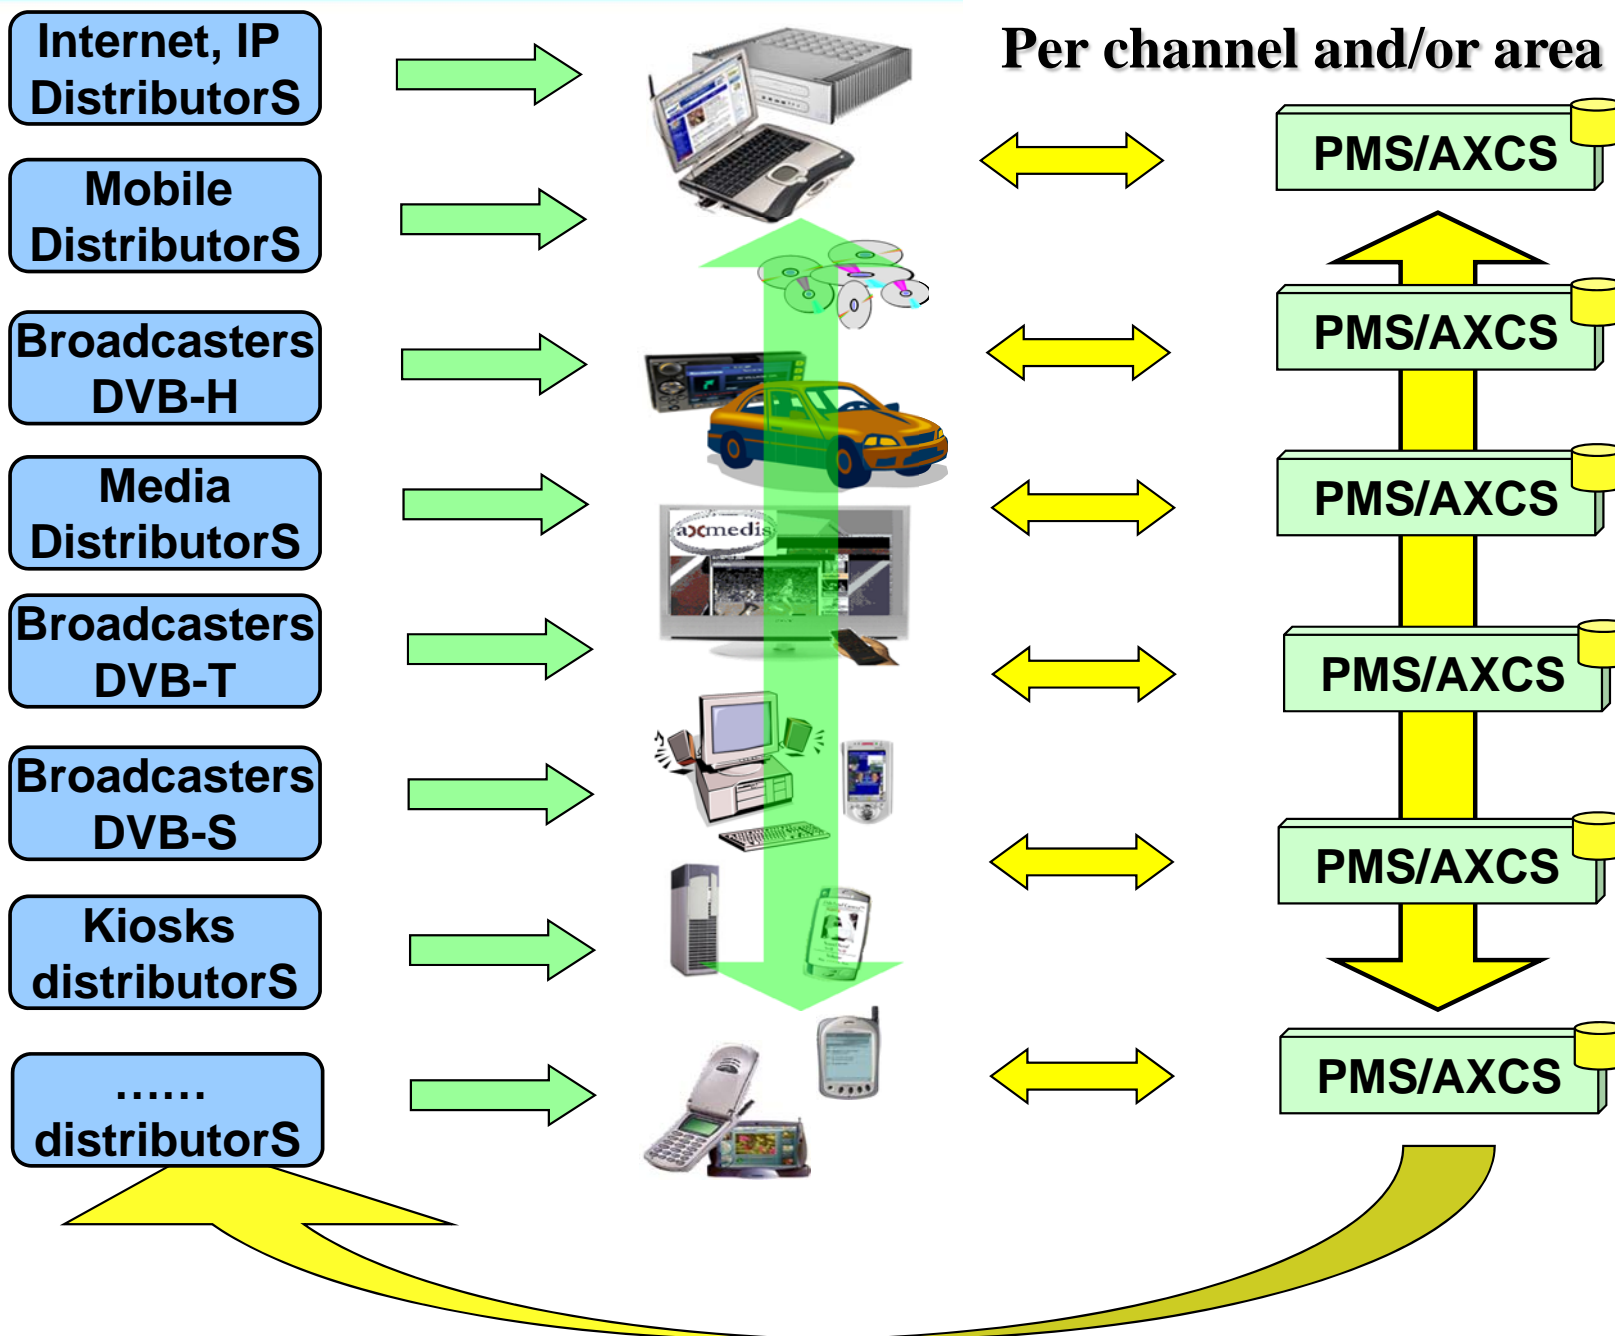 Internet, IP
DistributorS
Per channel and/or area
PMS/AXCS
Mobile
DistributorS
Broadcasters
DVB-H
PMS/AXCS
Media
DistributorS
axmedis
PMS/AXCS
Broadcasters
DVB-T
PMS/AXCS
Broadcasters
DVB-S
PMS/AXCS
Kiosks
distributorS
......
distributorS
PMS/AXCS